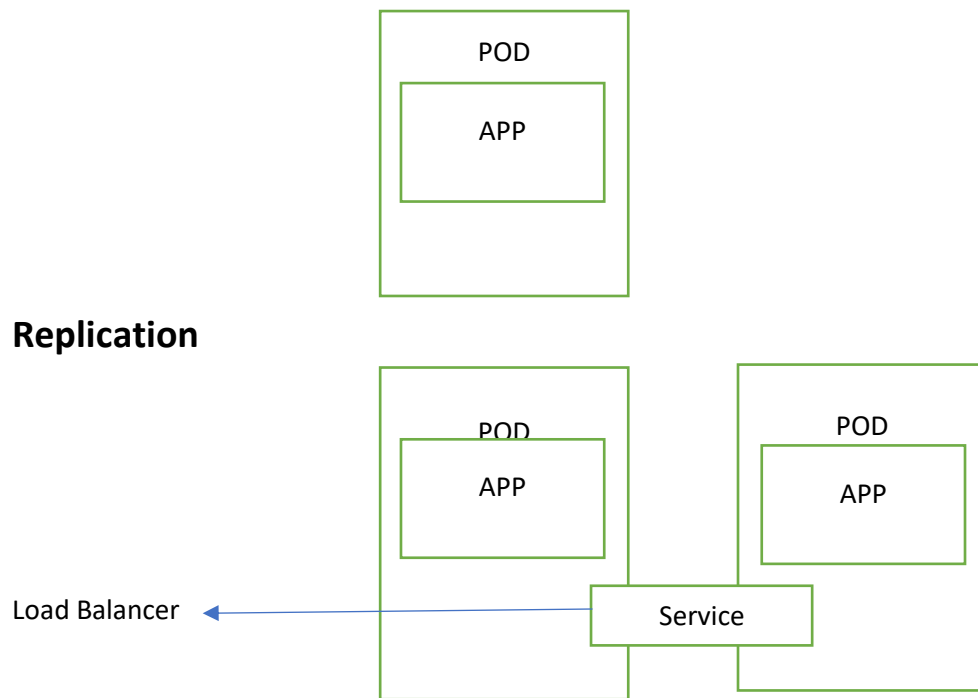 POD
APP
Replication
POD
APP
POD
APP
Load Balancer
Service